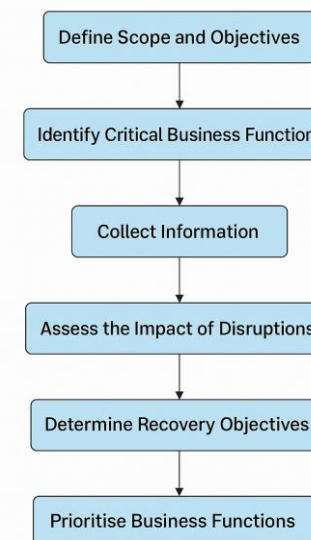 Define Scope and Objectives
Identify Critical Business Function
Collect Information
Assess the Impact of Disruptions
Determine Recovery Objectives
Prioritise Business Functions